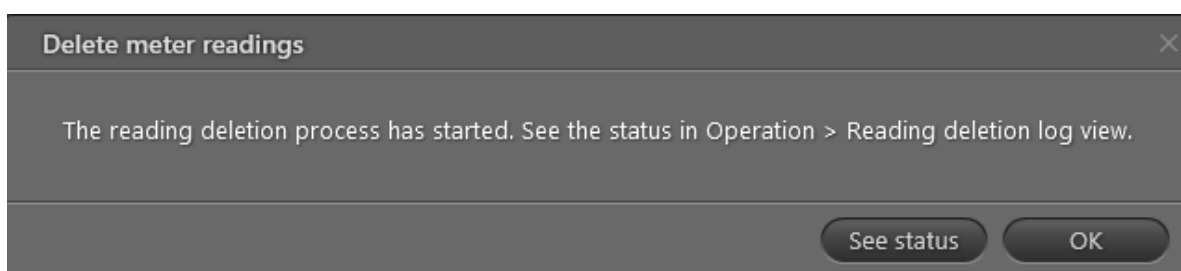 Delete meter readings
The reading deletion process has started. See the status in Operation > Reading deletion log view.
See status OK